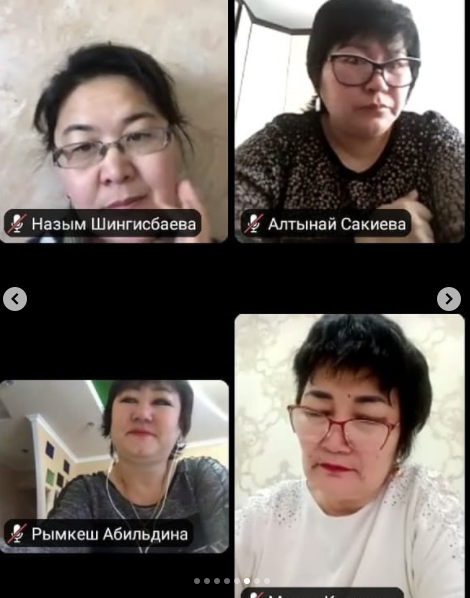 Назым Шингисбаева
Алтынай Сакиева
Рымкеш Абильдина